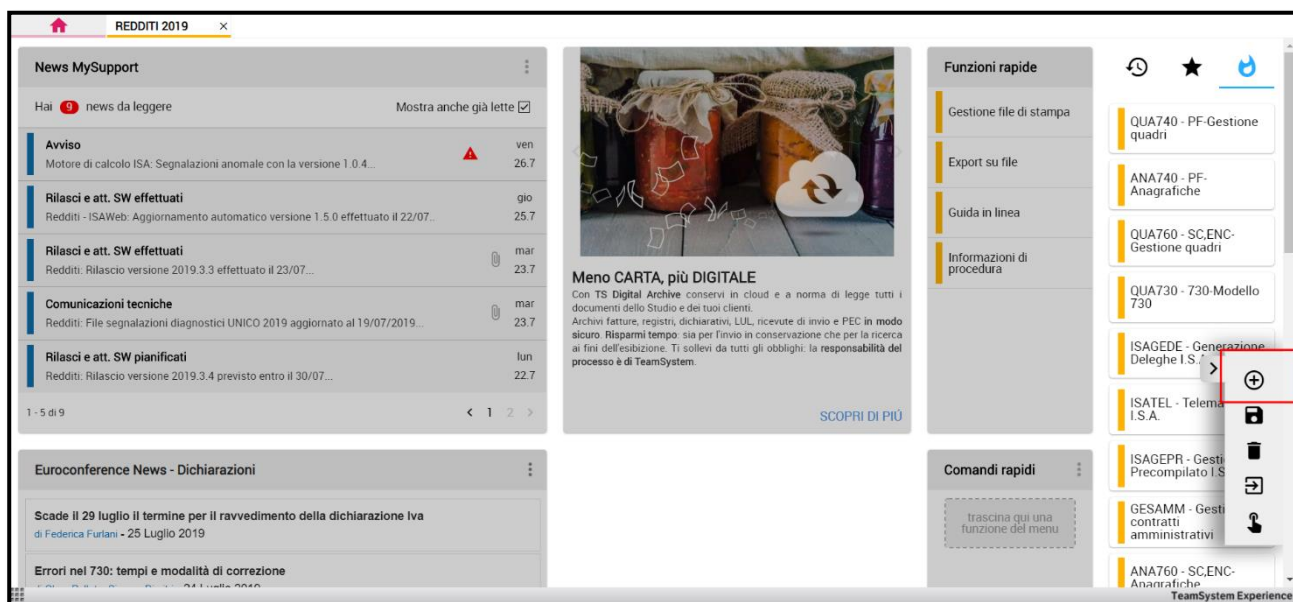 REDDITI 2019 ×
News MySupport
Hai 9 news da leggere Mostra anche già lette
Avviso ven
Motore di calcolo ISA: Segnalazioni anomale con la versione 1.0.4... 26.7
Rilasci e att. SW effettuati gio
Redditi - ISAWeb: Aggiornamento automatico versione 1.5.0 effettuato il 22/07.. 25.7
Rilasci e att. SW effettuati mar
Redditi: Rilascio versione 2019.3.3 effettuato il 23/07... 23.7
Comunicazioni tecniche mar
Redditi: File segnalazioni diagnostici UNICO 2019 aggiornato al 19/07/2019... 23.7
Rilasci e att. SW pianificati lun
Redditi: Rilascio versione 2019.3.4 previsto entro il 30/07... 22.7
1 - 5 di 9 < 1 2 >
Meno CARTA, più DIGITALE
Con TS Digital Archive conservi in cloud e a norma di legge tutti i
documenti dello Studio e dei tuoi clienti.
Archivi fatture, registri, dichiarativi, LUL, ricevute di invio e PEC in modo
sicuro. Risparmi tempo: sia per l'invio in conservazione che per la ricerca
ai fini dell'esibizione. Ti sollevi da tutti gli obblighi: la responsabilità del
processo è di TeamSystem.
SCOPRI DI PIÚ
Funzioni rapide
Gestione file di stampa
Export su file
Guida in linea
Informazioni di
procedura
QUA740 - PF-Gestione
quadri
ANA740 - PF-
Anagrafiche
QUA760 - SC,ENC-
Gestione quadri
QUA730 - 730-Modello
730
ISAGEDE - Generazione
Deleghe I.S.
ISATEL - Telema
I.S.A.
ISAGEPR - Gesti
Precompilato I.S
GESAMM - Gesti
contratti
amministrativi
ANA760 - SC,ENC-
Anagrafiche
Euroconference News - Dichiarazioni
Scade il 29 luglio il termine per il ravvedimento della dichiarazione Iva
di Federica Furlani - 25 Luglio 2019
Errori nel 730: tempi e modalità di correzione
24 Luglio 2019
Comandi rapidi
trascina qui una
funzione del menu
TeamSystem Experience